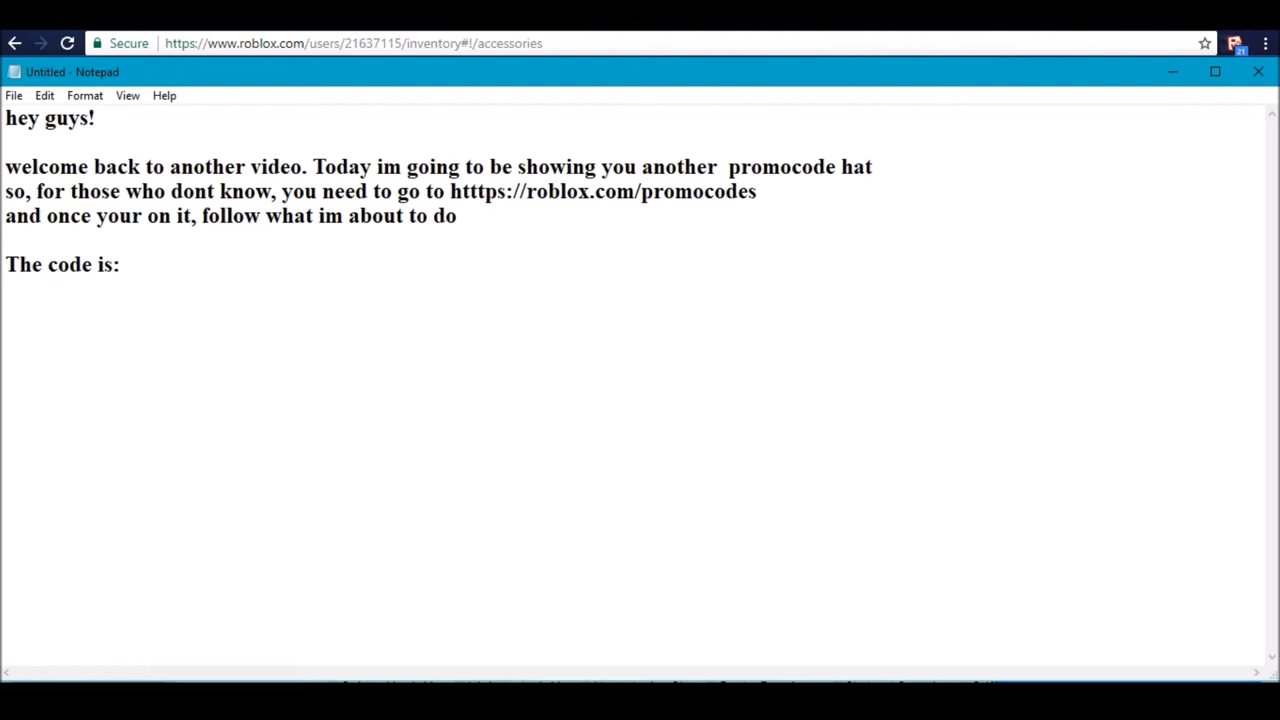 Secure https://www.roblox.com/users/21637115/inventory#!/accessories
21
Untitled - Notepad
File Edit Format View Help
hey guys!
welcome back to another video. Today im going to be showing you another  promocode hat
so, for those who dont know, you need to go to htttps://roblox.com/promocodes
and once your on it, follow what im about to do
The code is: